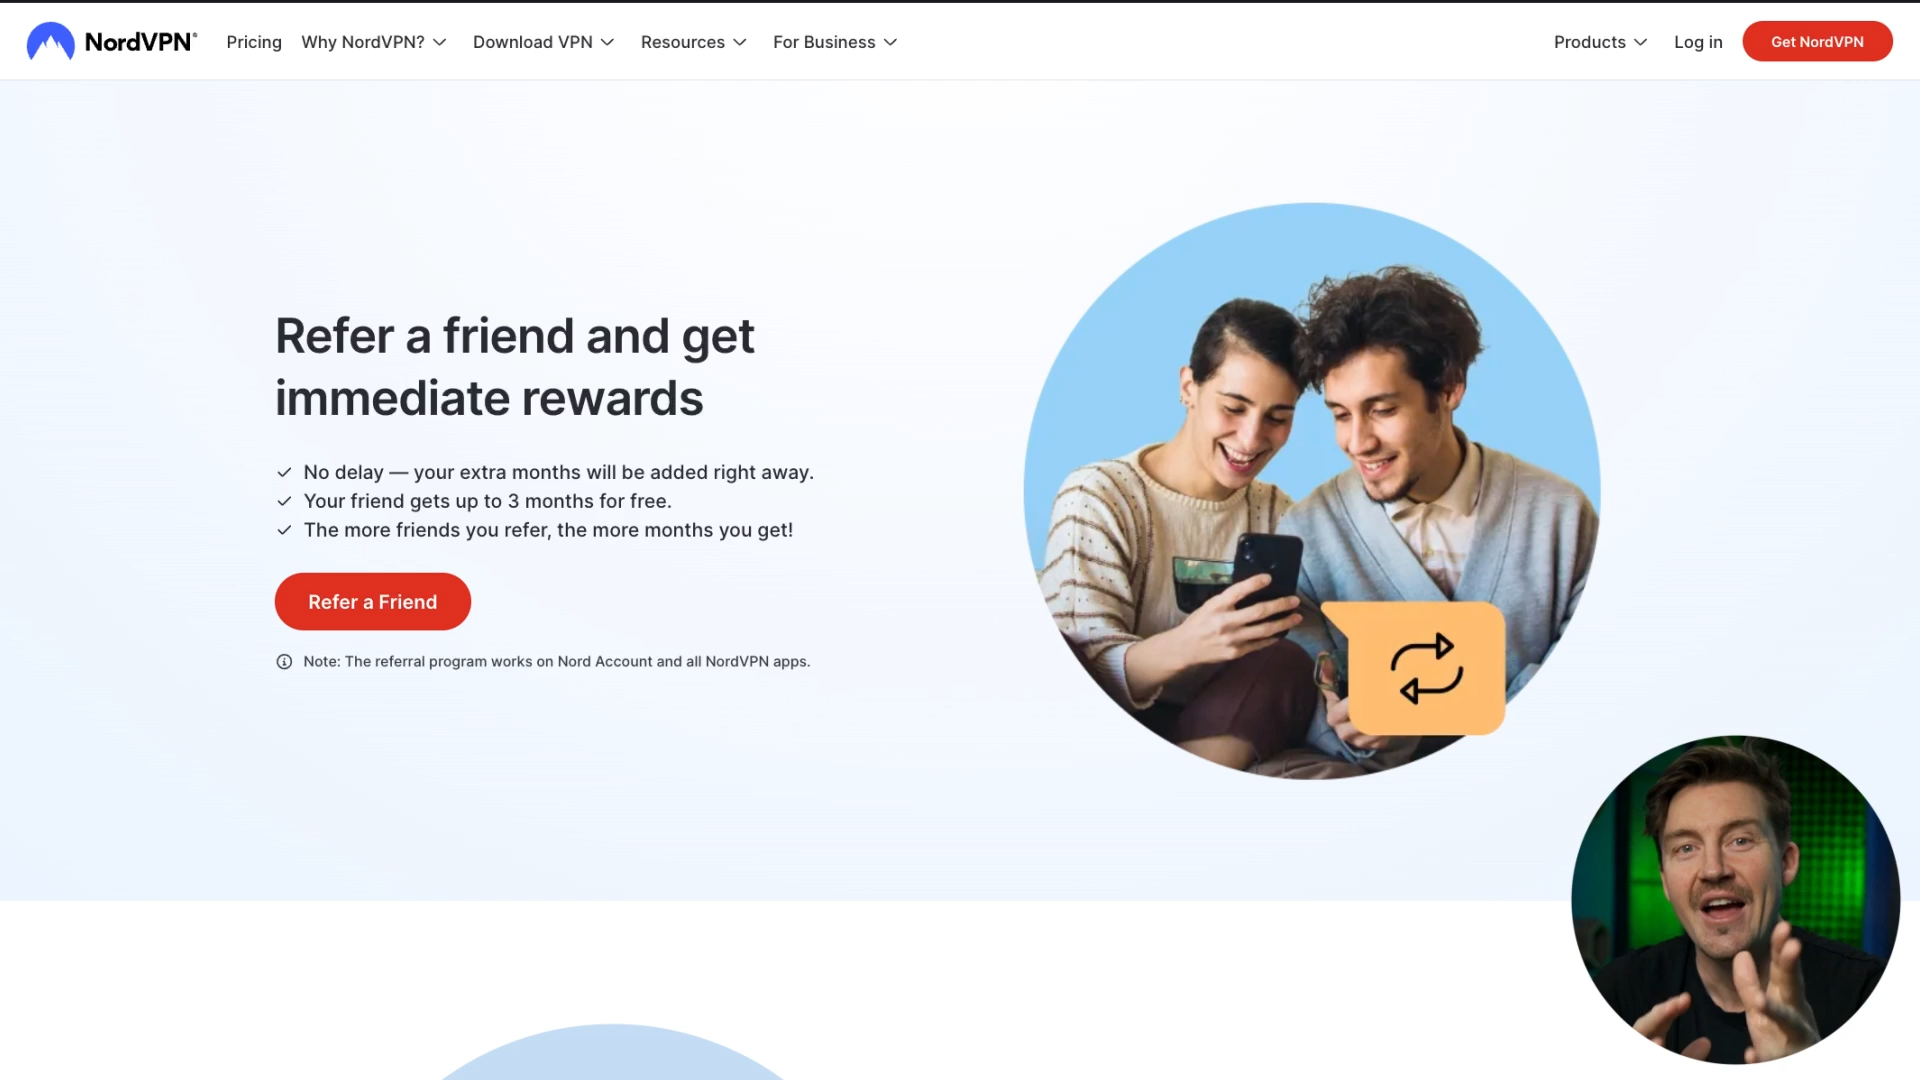 NordVPN®
Pricing
Why NordVPN?
Download VPN
Resources
For Business
Products
Log in
Get NordVPN
Refer a friend and get
immediate rewards
No delay — your extra months will be added right away.
Your friend gets up to 3 months for free.
The more friends you refer, the more months you get!
Refer a Friend
Note: The referral program works on Nord Account and all NordVPN apps.